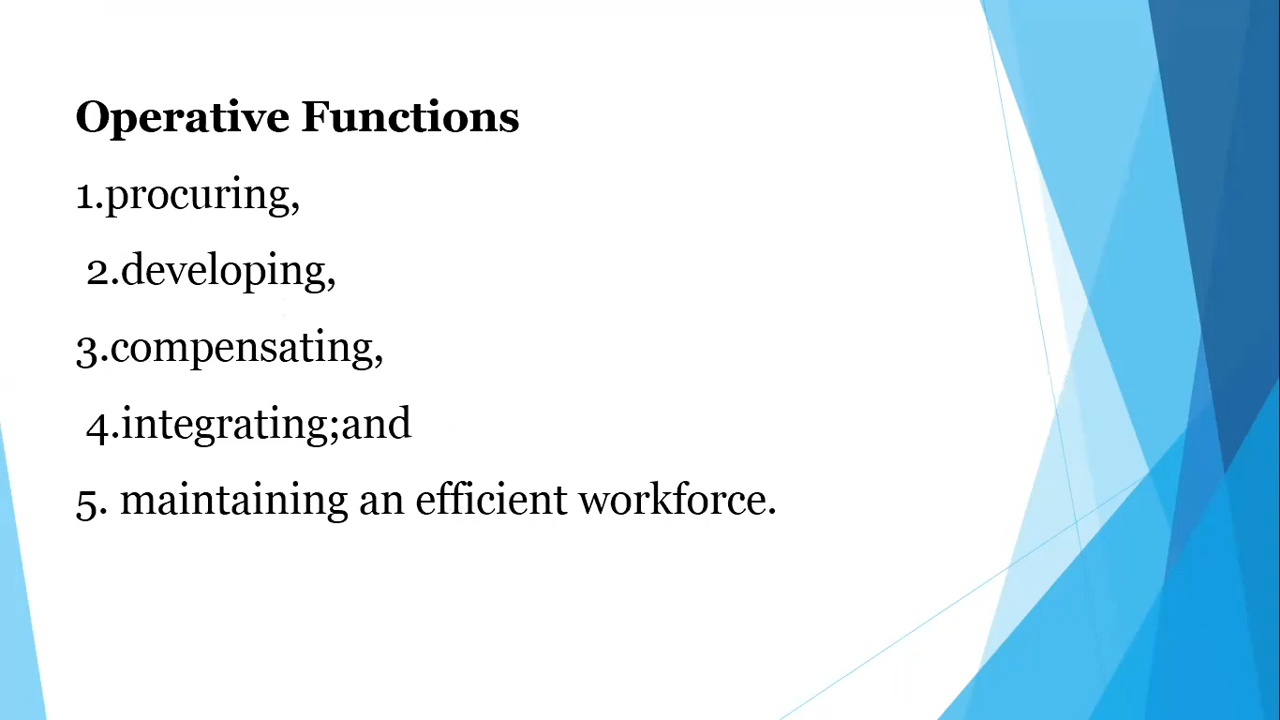 Operative Functions
1.procuring,
2.developing,
3.compensating,
4.integrating;and
5. maintaining an efficient workforce.